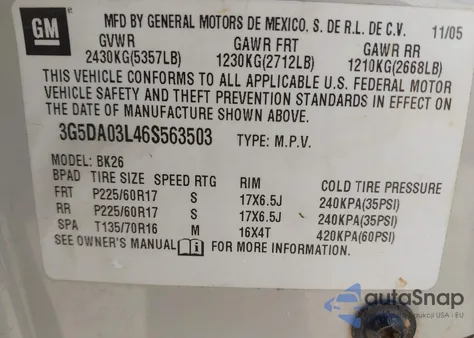 GM
MFD BY GENERAL MOTORS DE MEXICO. S. DE R.L. DE C.V. 11/05
GVWR GAWR FRT GAWR RR
2430KG(5357LB) 1230KG(2712LB) 1210KG(2668LB)
THIS VEHICLE CONFORMS TO ALL APPLICABLE U.S. FEDERAL MOTOR
VEHICLE SAFETY AND THEFT PREVENTION STANDARDS IN EFFECT ON
THE DATE OF MANUFACTURE SHOWN ABOVE.
3G5DA03L46S563503 TYPE: M.P.V.
MODEL: BK26
BPAD TIRE SIZE SPEED RTG RIM COLD TIRE PRESSURE
FRT P225/60R17 S 17X6.5J 240KPA(35PSI)
RR P225/60R17 S 17X6.5J 240KPA(35PSI)
SPA T135/70R16 M 16X4T 420KPA(60PSI)
SEE OWNER'S MANUAL FOR MORE INFORMATION.
autaSnap
USA i EU